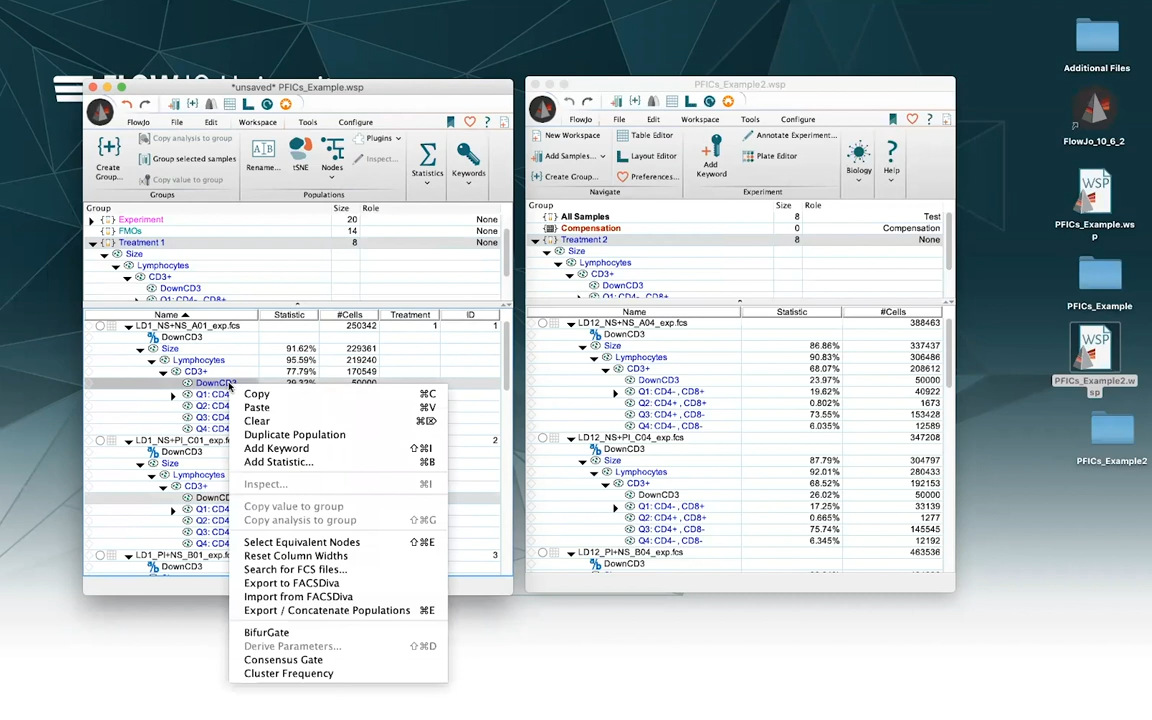 *unsaved* PFICs_Example.wsp
FlowJo File Edit Workspace Tools Configure
Create Group...
Copy analysis to group
Group selected samples
Copy value to group
Groups
Rename... tSNE Nodes
Plugins
Inspect...
Populations
Statistics Keywords
Group Size Role
Experiment 20 None
FMOs 14 None
Treatment 1 8 None
Size
Lymphocytes
CD3+
DownCD3
Q1: CD4- , CD8+
Name Statistic #Cells Treatment ID
LD1_NS+NS_A01_exp.fcs 250342 1 1
DownCD3
Size 91.62% 229361
Lymphocytes 95.59% 219240
CD3+ 77.79% 170549
DownCD3 29.32% 50000
Q1: CD4
Q2: CD4
Q3: CD4
Q4: CD4
LD1_NS+PI_C01_exp.f 2
DownCD3
Size
Lymphocytes
CD3+
DownCD
Q1: CD4
Q2: CD4
Q3: CD4
Q4: CD4
LD1_PI+NS_B01_exp.f 3
DownCD3
Copy ⌘C
Paste ⌘V
Clear ⌘⌦
Duplicate Population
Add Keyword ⇧⌘I
Add Statistic... ⌘B
Inspect... ⌘I
Copy value to group
Copy analysis to group ⇧⌘G
Select Equivalent Nodes ⇧⌘E
Reset Column Widths
Search for FCS files...
Export to FACSDiva
Import from FACSDiva
Export / Concatenate Populations ⌘E
BifurGate
Derive Parameters... ⇧⌘D
Consensus Gate
Cluster Frequency
PFICs_Example2.wsp
FlowJo File Edit Workspace Tools Configure
New Workspace
Add Samples...
Create Group...
Table Editor
Layout Editor
Preferences...
Navigate
Add Keyword
Annotate Experiment...
Plate Editor
Experiment
Biology Help
Group Size Role
All Samples 8 Test
Compensation 0 Compensation
Treatment 2 8 None
Size
Lymphocytes
CD3+
DownCD3
Q1: CD4- , CD8+
Name Statistic #Cells
LD12_NS+NS_A04_exp.fcs 388463
DownCD3
Size 86.86% 337437
Lymphocytes 90.83% 306486
CD3+ 68.07% 208612
DownCD3 23.97% 50000
Q1: CD4- , CD8+ 19.62% 40922
Q2: CD4+ , CD8+ 0.802% 1673
Q3: CD4+ , CD8- 73.55% 153428
Q4: CD4- , CD8- 6.035% 12589
LD12_NS+PI_C04_exp.fcs 347208
DownCD3
Size 87.79% 304797
Lymphocytes 92.01% 280433
CD3+ 68.52% 192153
DownCD3 26.02% 50000
Q1: CD4- , CD8+ 17.25% 33139
Q2: CD4+ , CD8+ 0.665% 1277
Q3: CD4+ , CD8- 75.74% 145545
Q4: CD4- , CD8- 6.345% 12192
LD12_PI+NS_B04_exp.fcs 463536
DownCD3
Additional Files
FlowJo_10_6_2
WSP
PFICs_Example.ws
p
PFICs_Example
WSP
PFICs_Example2.w
sp
PFICs_Example2